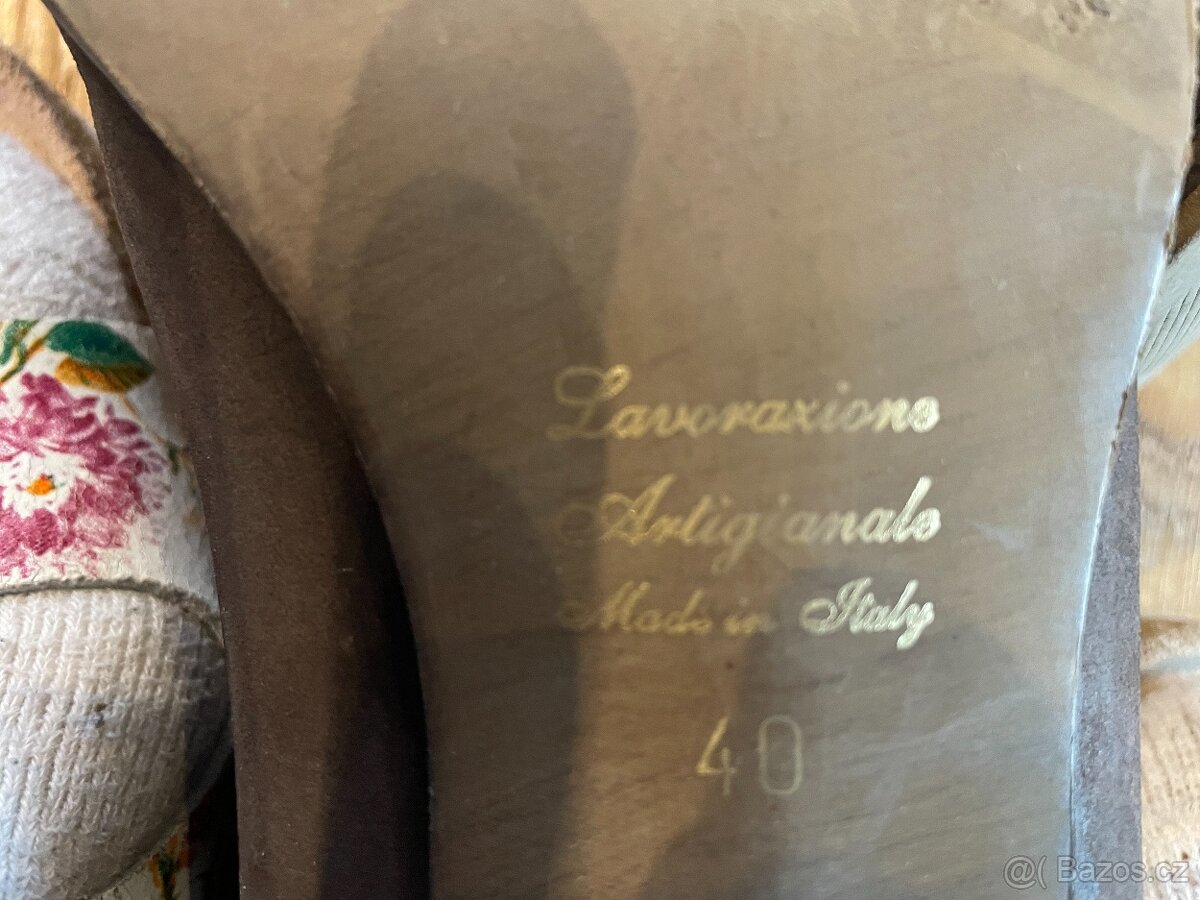 Lavorazione
Artigianale
Made in Italy
40
@( Bazos.cz